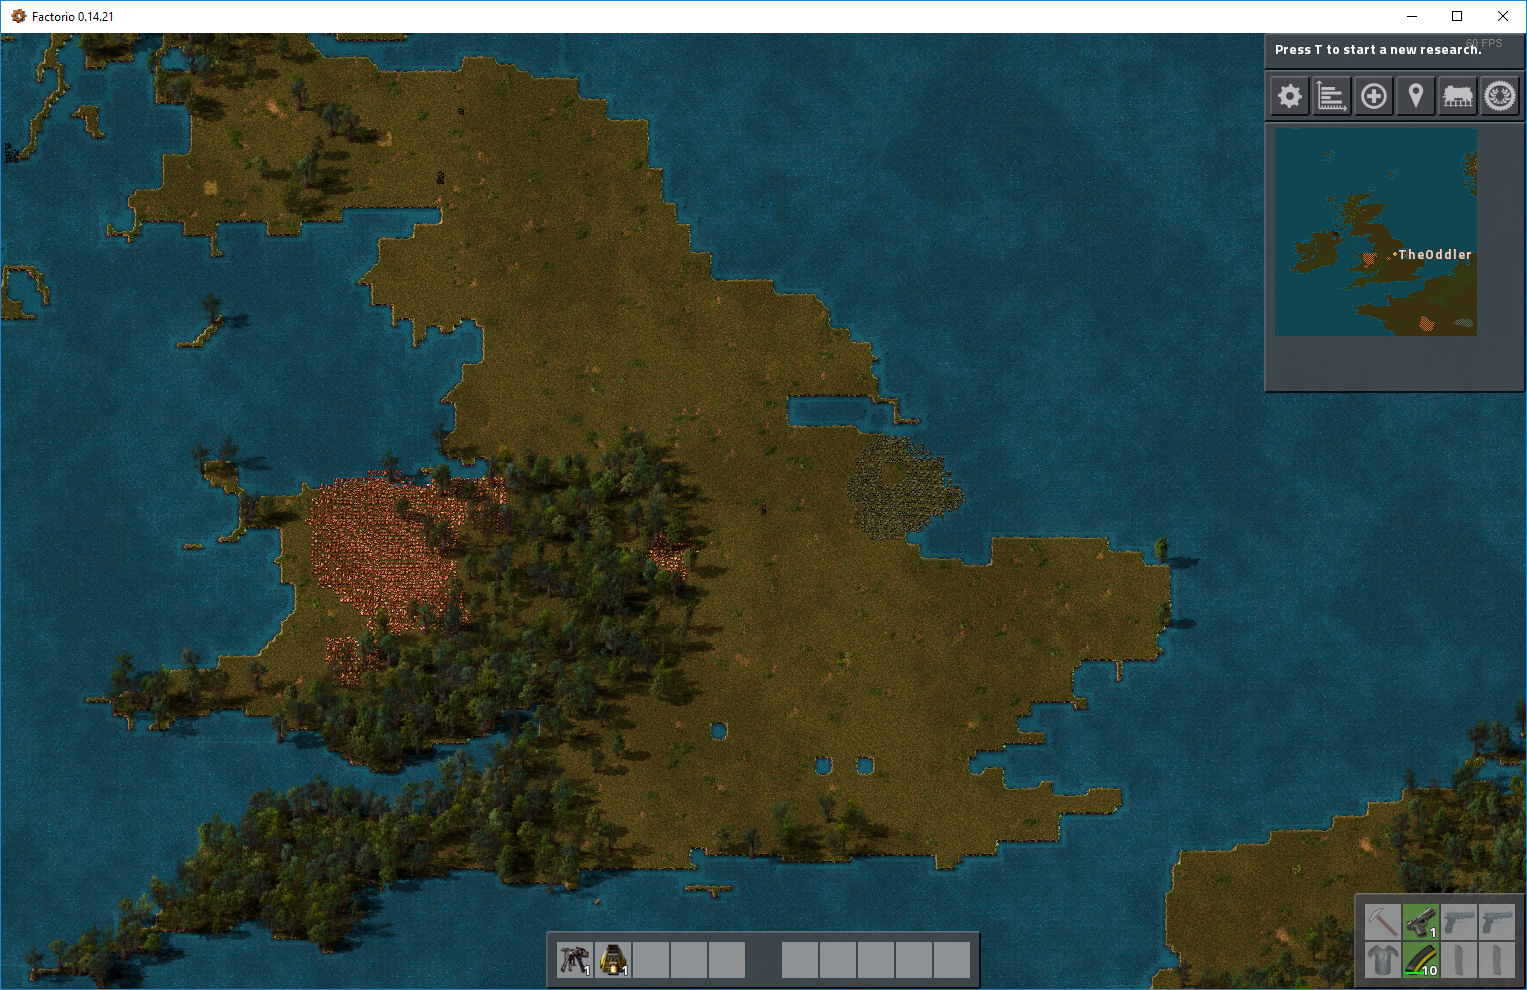 Factorio 0.14.21
60 FPS
Press T to start a new research.
TheOddler
1
1
1
10